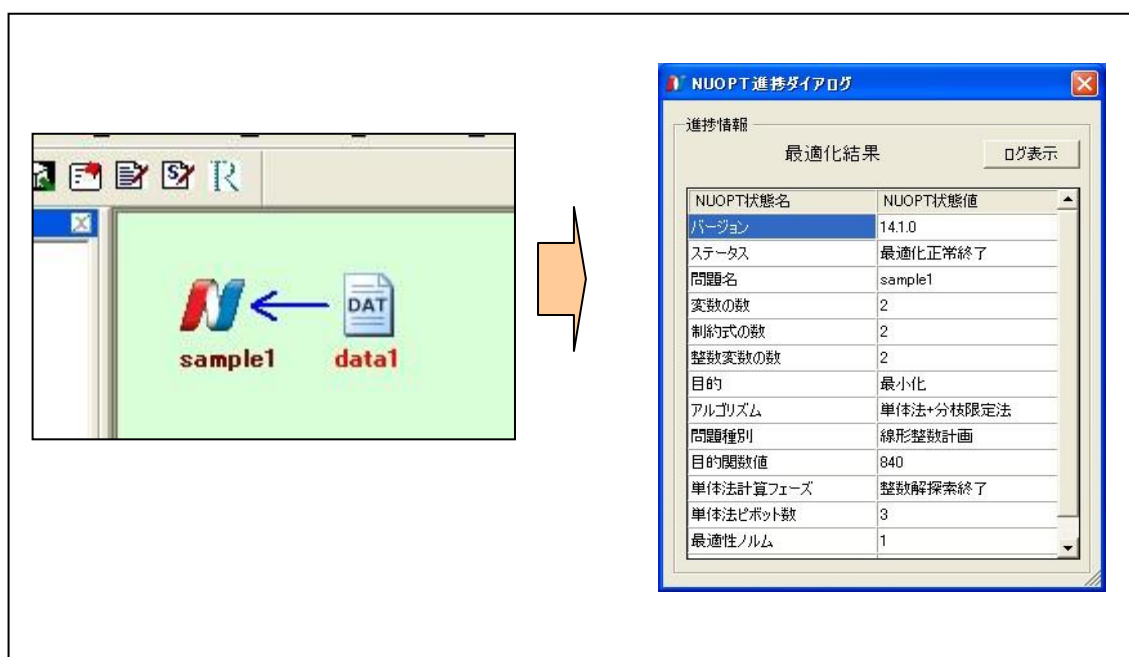 sample1
DAT
data1
NUOPT進捗ダイアログ
進捗情報
最適化結果
ログ表示
NUOPT状態名 NUOPT状態値
バージョン 14.1.0
ステータス 最適化正常終了
問題名 sample1
変数の数 2
制約式の数 2
整数変数の数 2
目的 最小化
アルゴリズム 単体法+分枝限定法
問題種別 線形整数計画
目的関数値 840
単体法計算フェーズ 整数解探索終了
単体法ピボット数 3
最適性ノルム 1